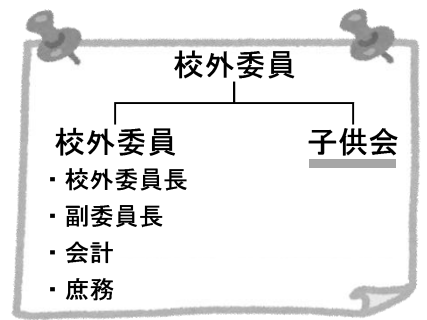 校外委員
校外委員
子供会
・校外委員長
・副委員長
・会計
・庶務